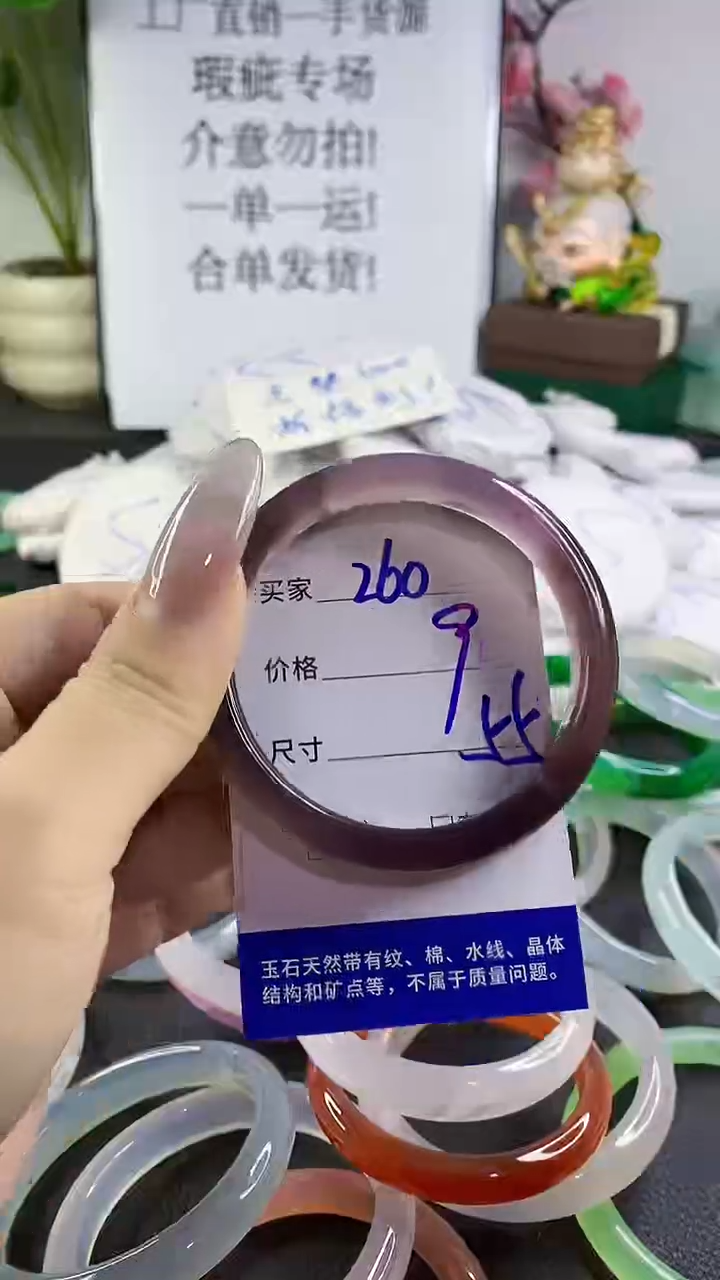 工厂直销一手货源
瑕疵专场
介意勿拍!
一单一运!
合单发货!
买家 260
价格 9
尺寸 55
玉石天然带有纹、棉、水线、晶体
结构和矿点等，不属于质量问题。